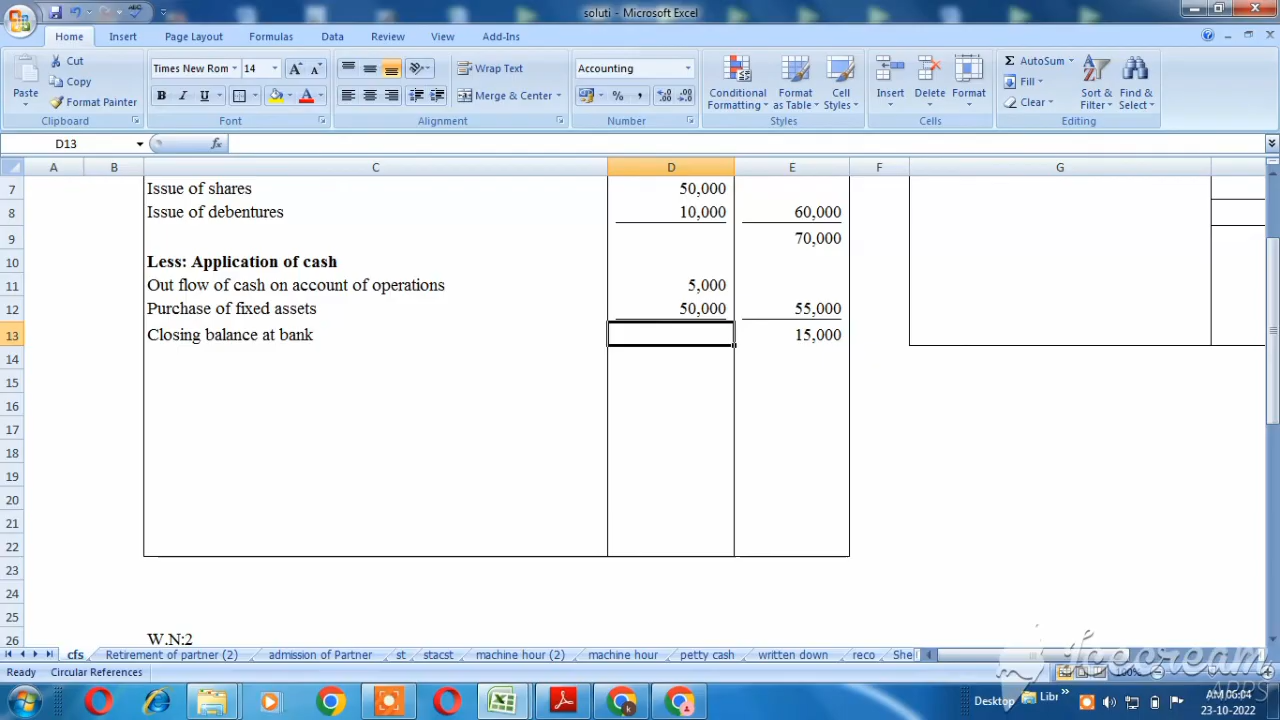 soluti - Microsoft Excel
Home Insert Page Layout Formulas Data Review View Add-Ins
Paste
Cut
Copy
Format Painter
Clipboard
Times New Rom 14
B I U
Font
Wrap Text
Merge & Center
Alignment
Accounting
Number
Conditional Formatting
Format as Table
Cell Styles
Styles
Insert Delete Format
Cells
AutoSum
Fill
Clear
Sort & Filter
Find & Select
Editing
D13 fx
A B C D E F G
7 Issue of shares 50,000
8 Issue of debentures 10,000 60,000
9 70,000
10 Less: Application of cash
11 Out flow of cash on account of operations 5,000
12 Purchase of fixed assets 50,000 55,000
13 Closing balance at bank 15,000
14
15
16
17
18
19
20
21
22
23
24
25
26 W.N:2
cfs Retirement of partner (2) admission of Partner st stacst machine hour (2) machine hour petty cash written down reco She
Ready Circular References
Icecream
APPS
Desktop Libr » AM 06:04
23-10-2022